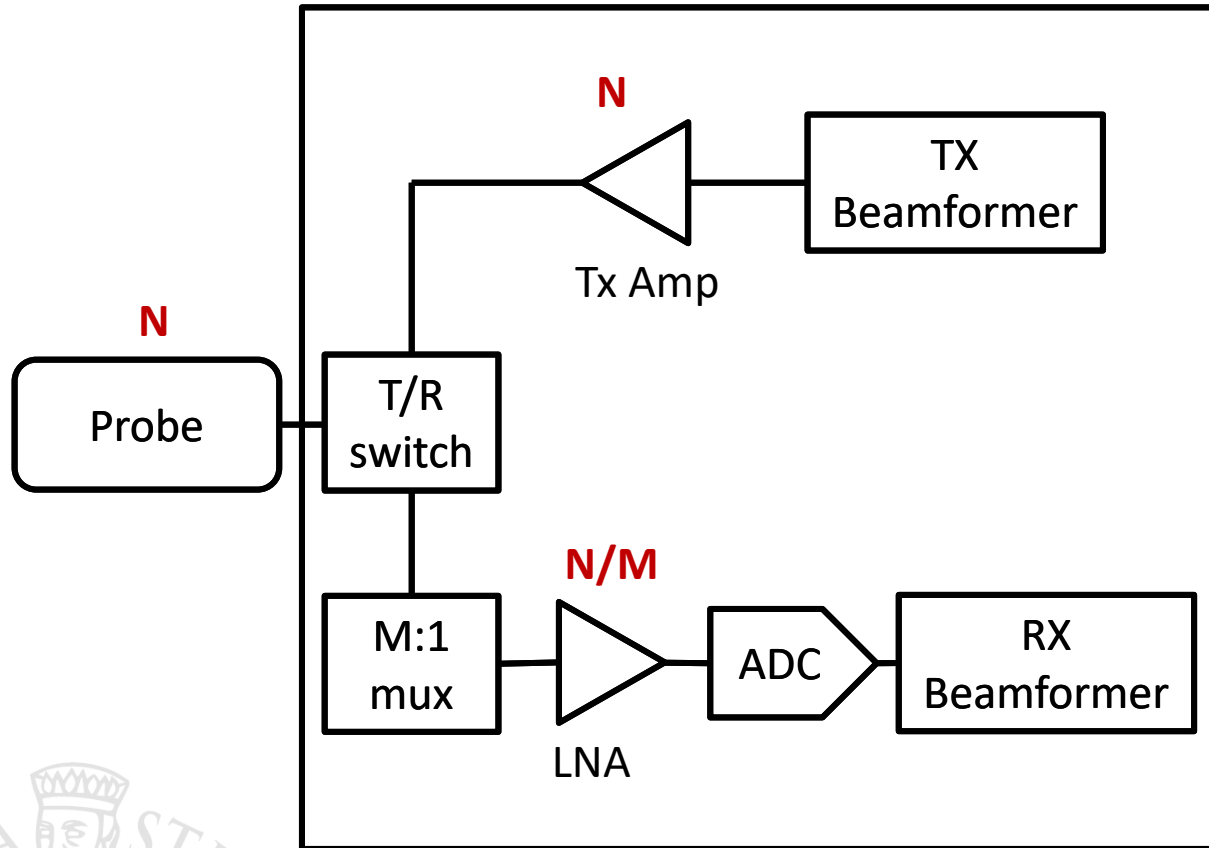 N
TX
Beamformer
Tx Amp
N
Probe
T/R
switch
N/M
M:1
mux
LNA
ADC
RX
Beamformer